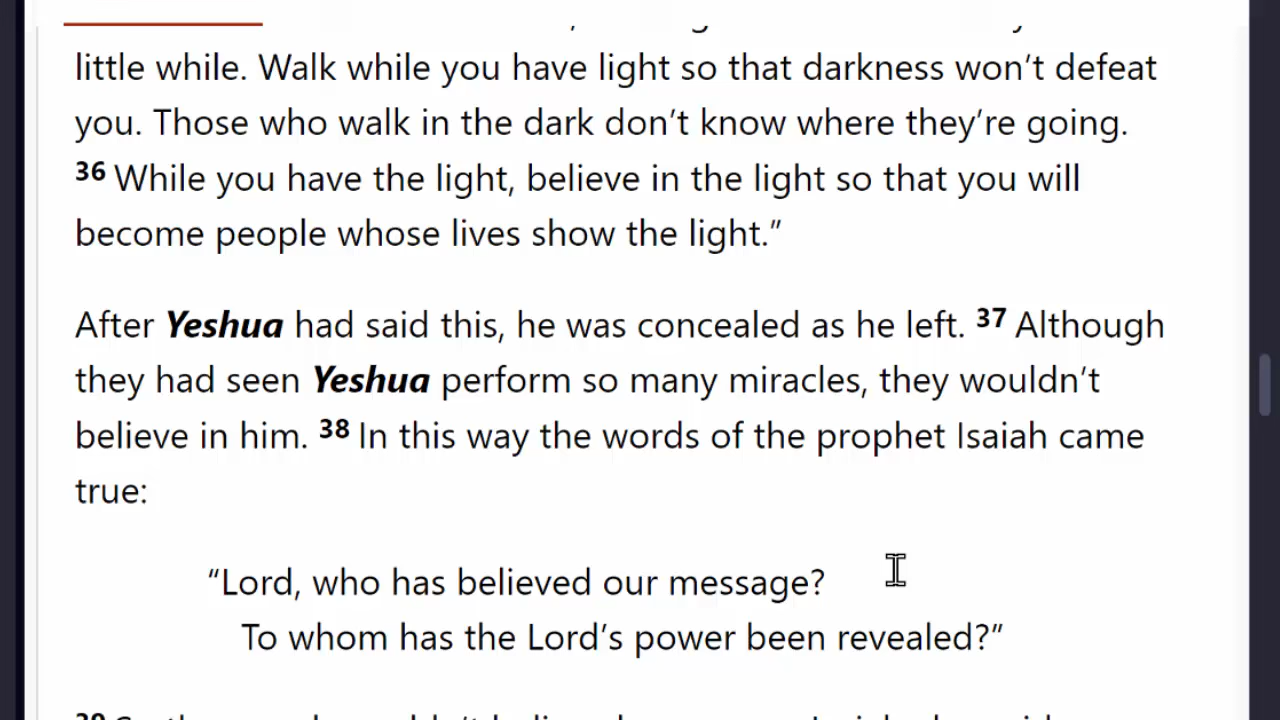 little while. Walk while you have light so that darkness won’t defeat
you. Those who walk in the dark don’t know where they’re going.
36 While you have the light, believe in the light so that you will
become people whose lives show the light.”
After Yeshua had said this, he was concealed as he left. 37 Although
they had seen Yeshua perform so many miracles, they wouldn’t
believe in him. 38 In this way the words of the prophet Isaiah came
true:
“Lord, who has believed our message?
To whom has the Lord’s power been revealed?”